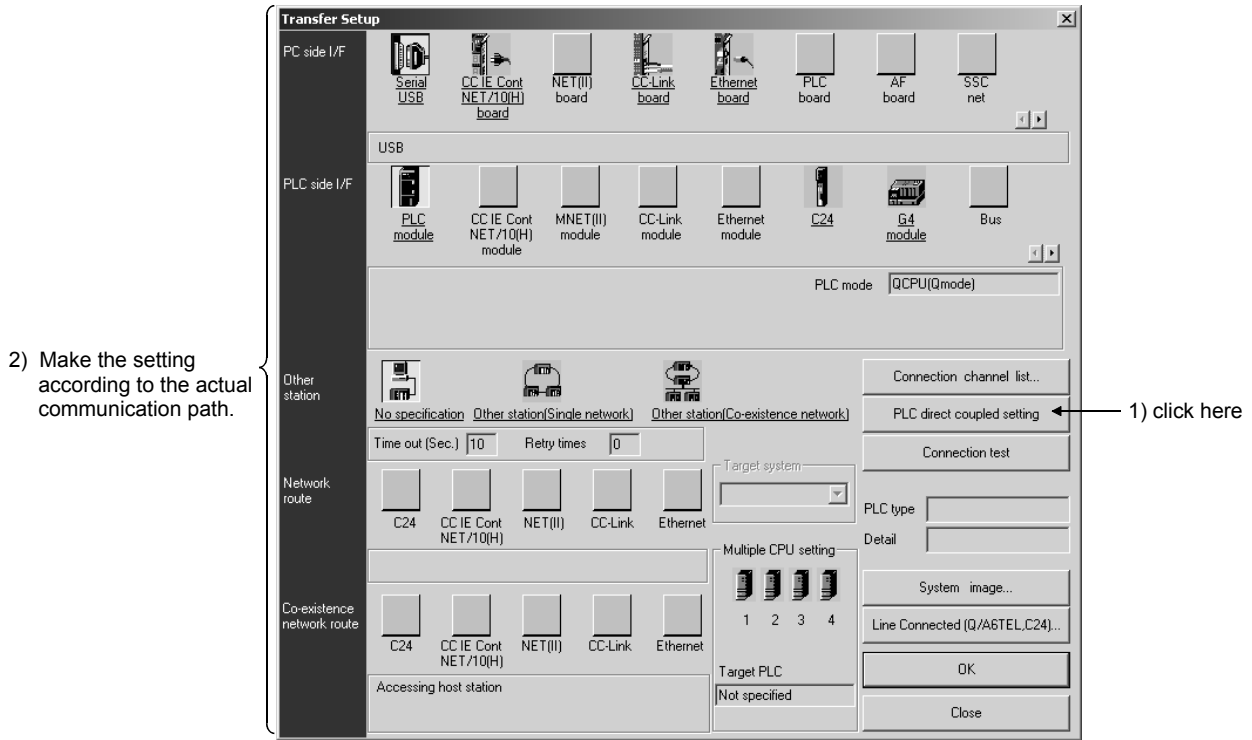 Transfer Setup
PC side I/F
Serial USB
CC IE Cont NET/10(H) board
NET(II) board
CC-Link board
Ethernet board
PLC board
AF board
SSC net
USB
PLC side I/F
PLC module
CC IE Cont NET/10(H) module
MNET(II) module
CC-Link module
Ethernet module
C24
G4 module
Bus
PLC mode QCPU(Qmode)
2) Make the setting
according to the actual
communication path.
Other station
No specification Other station(Single network) Other station(Co-existence network)
Time out (Sec.) 10 Retry times 0
Connection channel list...
PLC direct coupled setting
1) click here
Connection test
Network route
C24
CC IE Cont NET/10(H)
NET(II)
CC-Link
Ethernet
Target system
PLC type
Detail
Multiple CPU setting
1 2 3 4
Target PLC
Not specified
System image...
Line Connected (Q/A6TEL,C24)...
OK
Close
Co-existence network route
C24
CC IE Cont NET/10(H)
NET(II)
CC-Link
Ethernet
Accessing host station